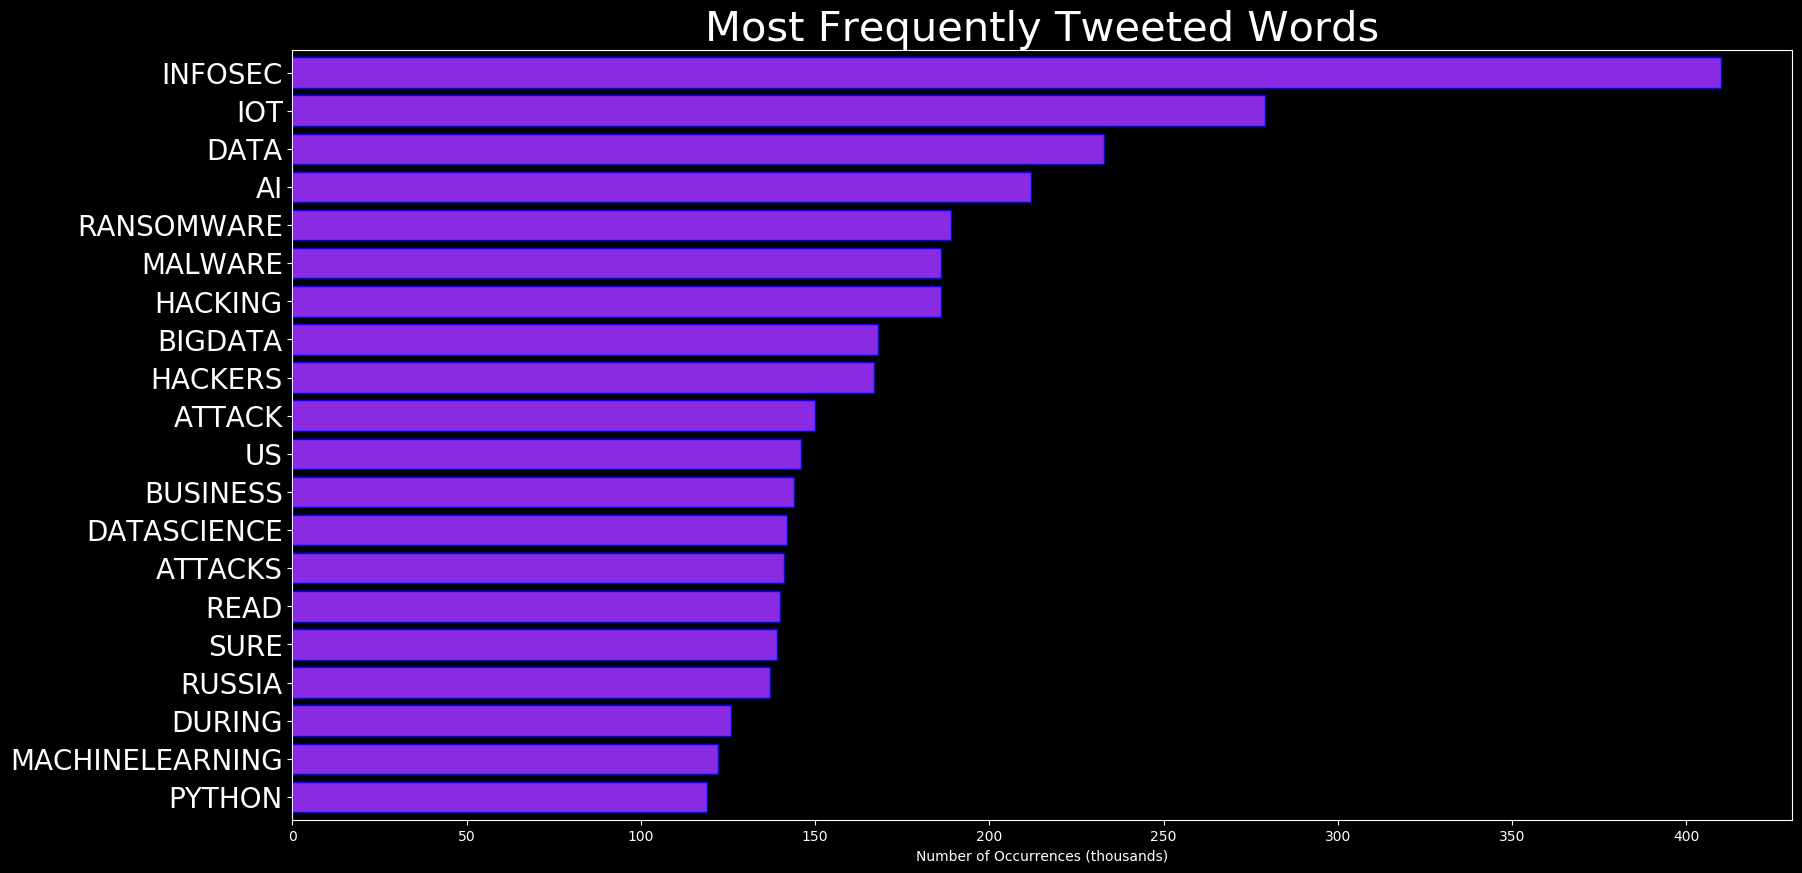 Most Frequently Tweeted Words
INFOSEC
IOT
DATA
AI
RANSOMWARE
MALWARE
HACKING
BIGDATA
HACKERS
ATTACK
US
BUSINESS
DATASCIENCE
ATTACKS
READ
SURE
RUSSIA
DURING
MACHINELEARNING
PYTHON
0 50 100 150 200 250 300 350 400
Number of Occurrences (thousands)